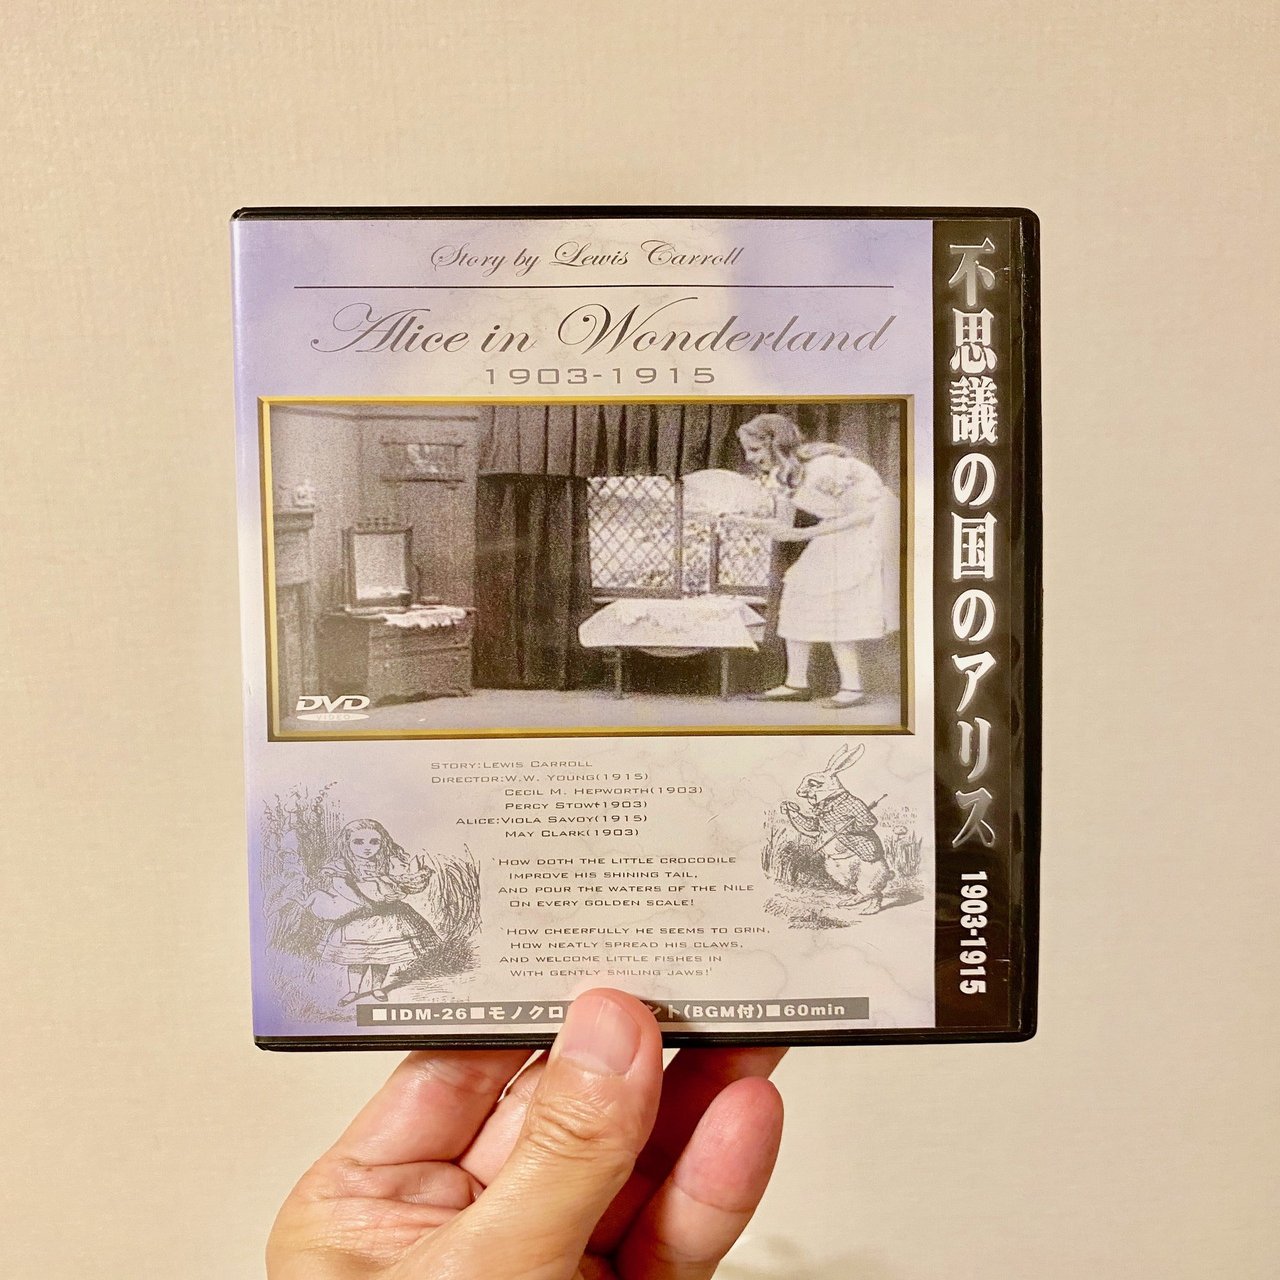 Story by Lewis Carroll
Alice in Wonderland
1903-1915
DVD
VIDEO
STORY:LEWIS CARROLL
DIRECTOR:W.W. YOUNG(1915)
CECIL M. HEPWORTH(1903)
PERCY STOW(1903)
ALICE:VIOLA SAVOY(1915)
MAY CLARK(1903)
`HOW DOTH THE LITTLE CROCODILE
IMPROVE HIS SHINING TAIL,
AND POUR THE WATERS OF THE NILE
ON EVERY GOLDEN SCALE!
`HOW CHEERFULLY HE SEEMS TO GRIN,
HOW NEATLY SPREAD HIS CLAWS,
AND WELCOME LITTLE FISHES IN
WITH GENTLY SMILING JAWS!'
■IDM-26■モノクロ ント(BGM付)■60min
不思議の国のアリス 1903-1915